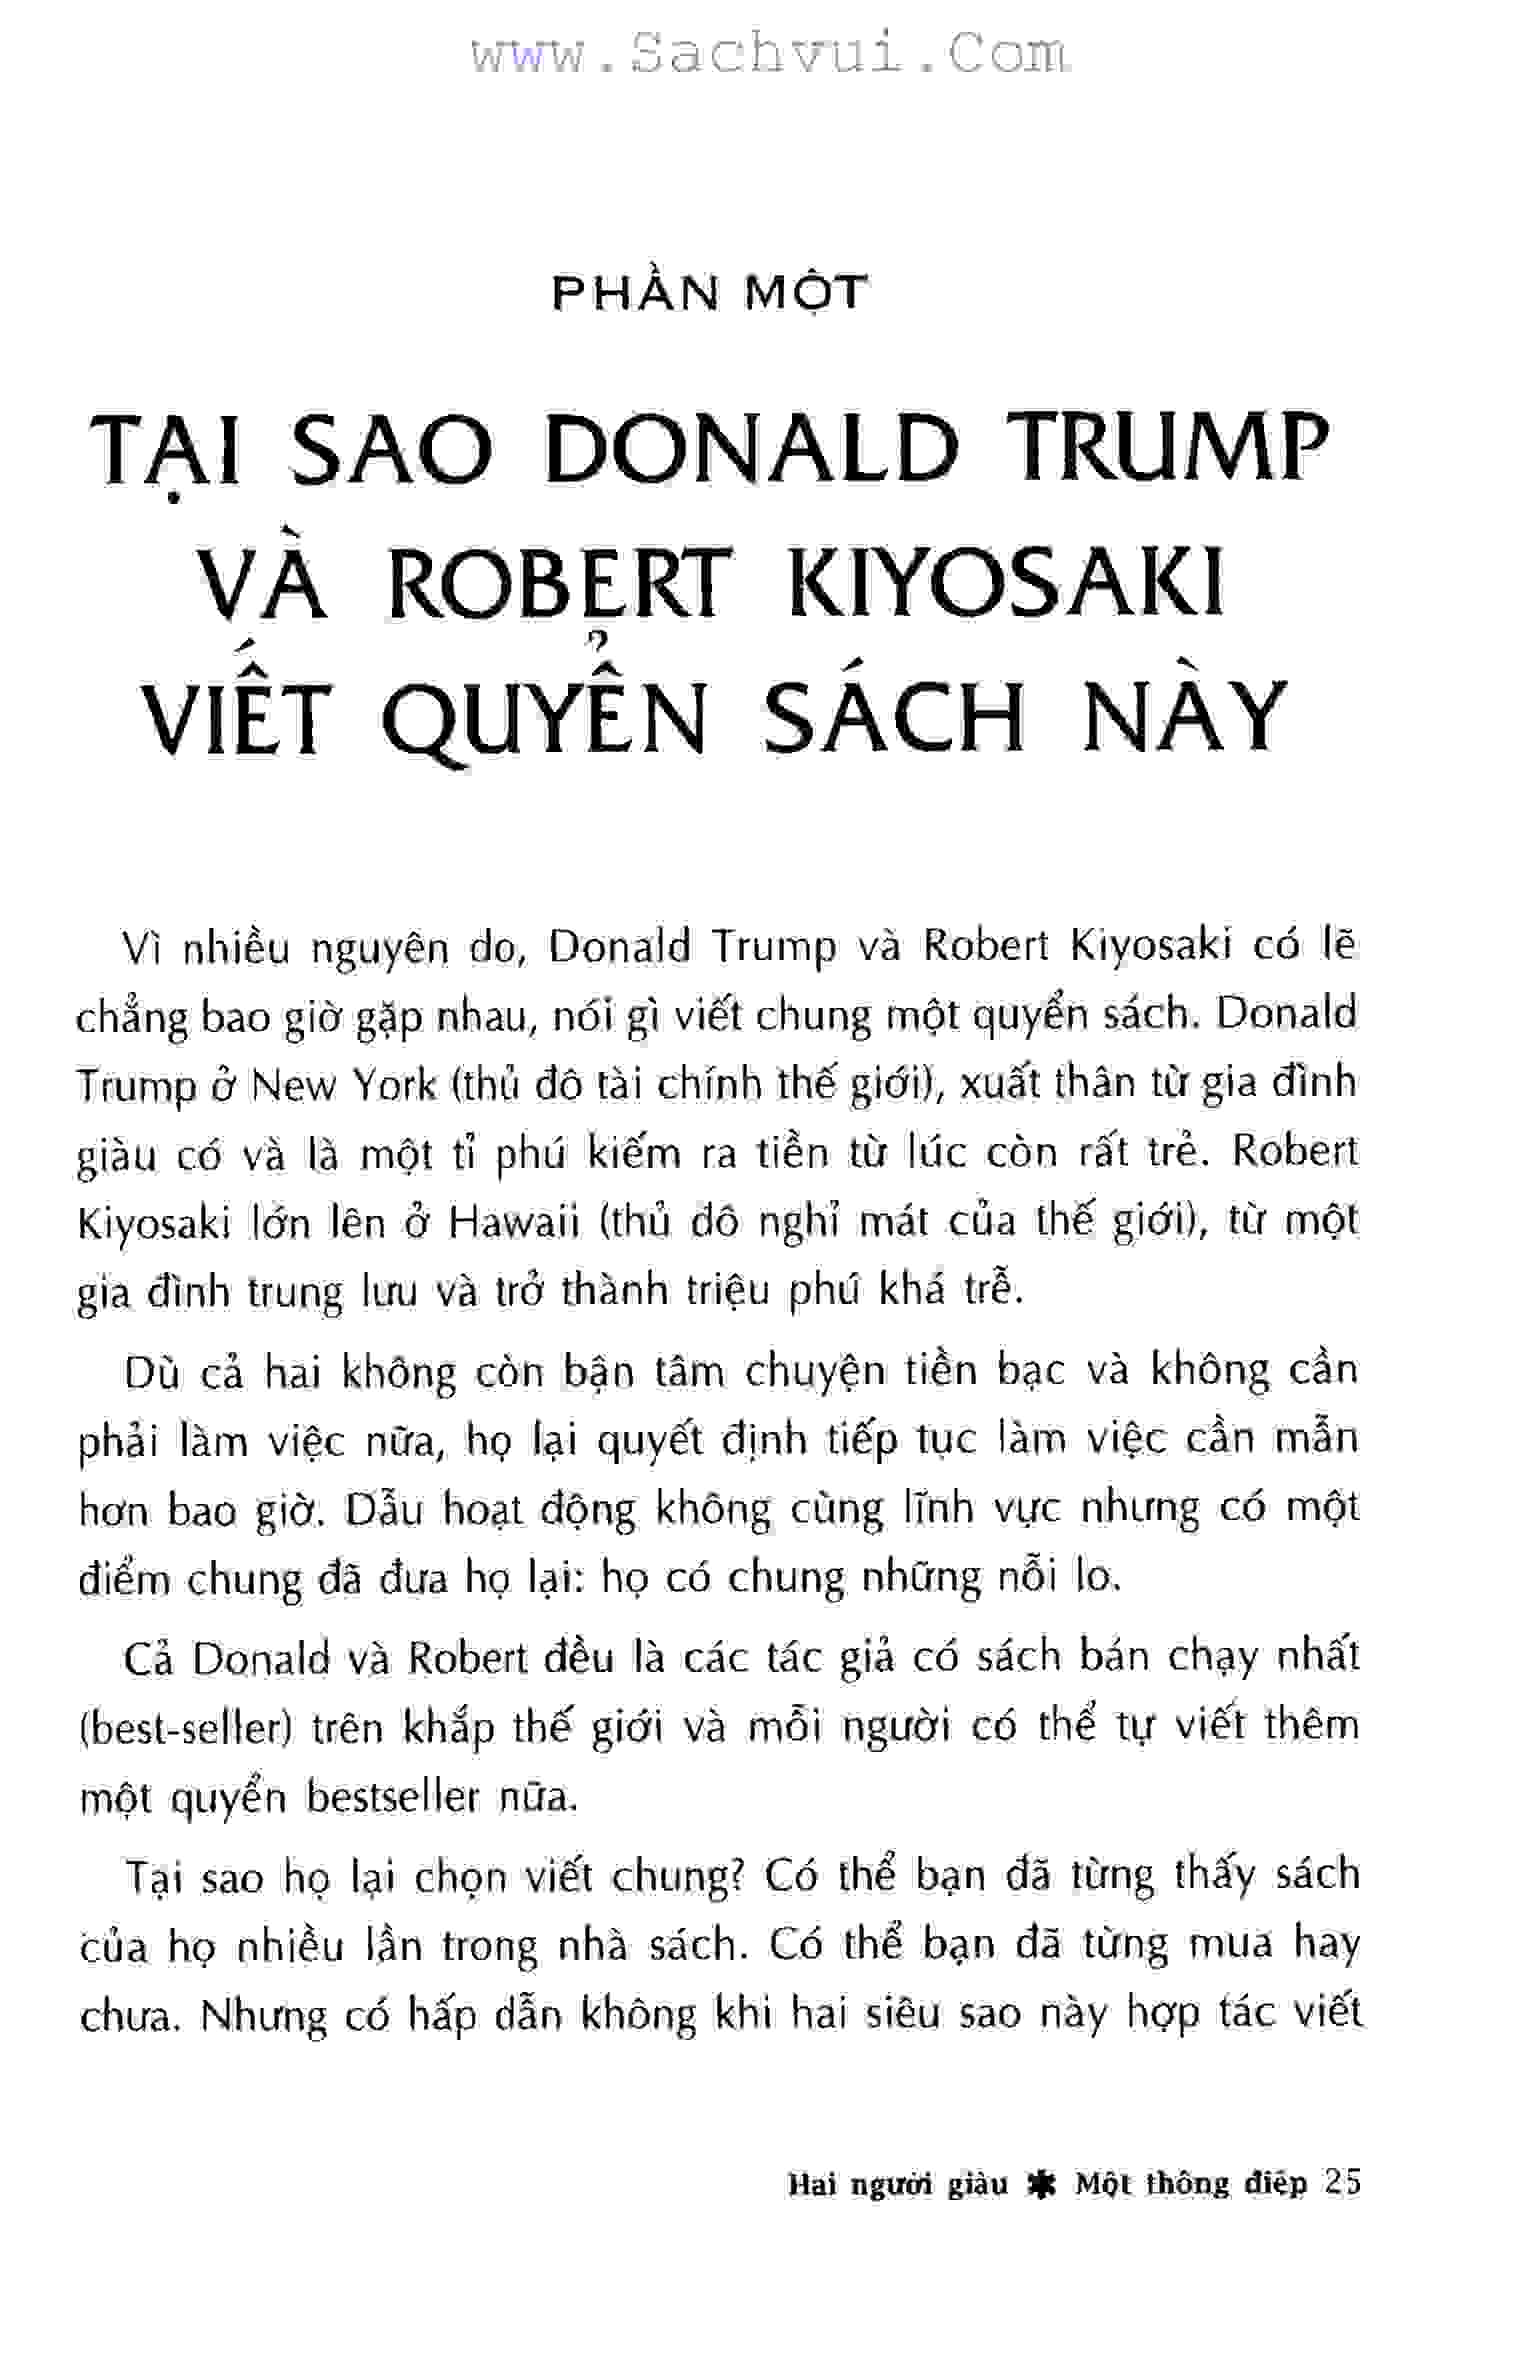 www.Sachvui.Com
PHẦN MỘT
TẠI SAO DONALD TRUMP
VÀ ROBERT KIYOSAKI
VIẾT QUYỂN SÁCH NÀY
Vì nhiều nguyên do, Donald Trump và Robert Kiyosaki có lẽ
chẳng bao giờ gặp nhau, nói gì viết chung một quyển sách. Donald
Trump ở New York (thủ đô tài chính thế giới), xuất thân từ gia đình
giàu có và là một tỉ phú kiếm ra tiền từ lúc còn rất trẻ. Robert
Kiyosaki lớn lên ở Hawaii (thủ đô nghỉ mát của thế giới), từ một
gia đình trung lưu và trở thành triệu phú khá trễ.
Dù cả hai không còn bận tâm chuyện tiền bạc và không cần
phải làm việc nữa, họ lại quyết định tiếp tục làm việc cần mẫn
hơn bao giờ. Dẫu hoạt động không cùng lĩnh vực nhưng có một
điểm chung đã đưa họ lại: họ có chung những nỗi lo.
Cả Donald và Robert đều là các tác giả có sách bán chạy nhất
(best-seller) trên khắp thế giới và mỗi người có thể tự viết thêm
một quyển bestseller nữa.
Tại sao họ lại chọn viết chung? Có thể bạn đã từng thấy sách
của họ nhiều lần trong nhà sách. Có thể bạn đã từng mua hay
chưa. Nhưng có hấp dẫn không khi hai siêu sao này hợp tác viết
Hai người giàu ✱ Một thông điệp 25